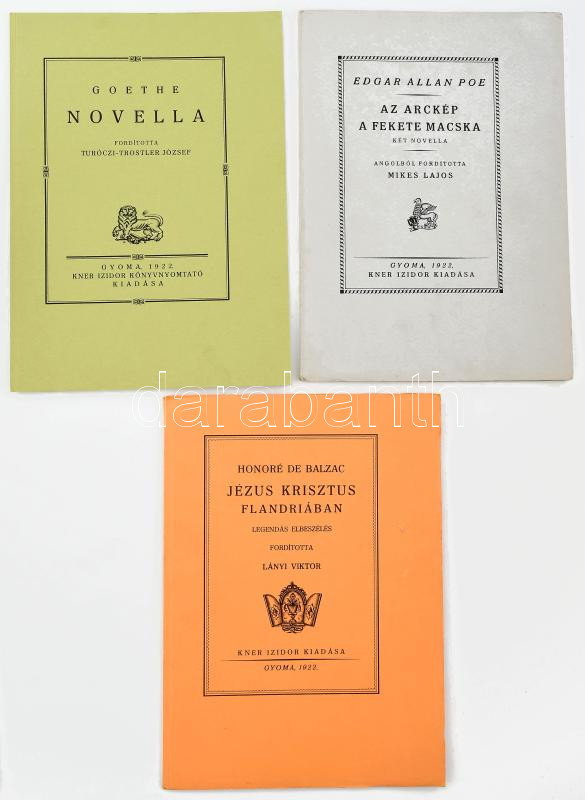 GOETHE
NOVELLA
FORDÍTOTTA
TURÓCZI-TROSTLER JÓZSEF
GYOMA, 1922
KNER IZIDOR KÖNYVNYOMTATÓ
KIADÁSA
EDGAR ALLAN POE
AZ ARCKÉP
A FEKETE MACSKA
KÉT NOVELLA
ANGOLBÓL FORDÍTOTTA
MIKES LAJOS
GYOMA, 1922.
KNER IZIDOR KIADÁSA
darabanth
HONORÉ DE BALZAC
JÉZUS KRISZTUS
FLANDRIÁBAN
LEGENDÁS ELBESZÉLÉS
FORDÍTOTTA
LÁNYI VIKTOR
KNER IZIDOR KIADÁSA
GYOMA, 1922.